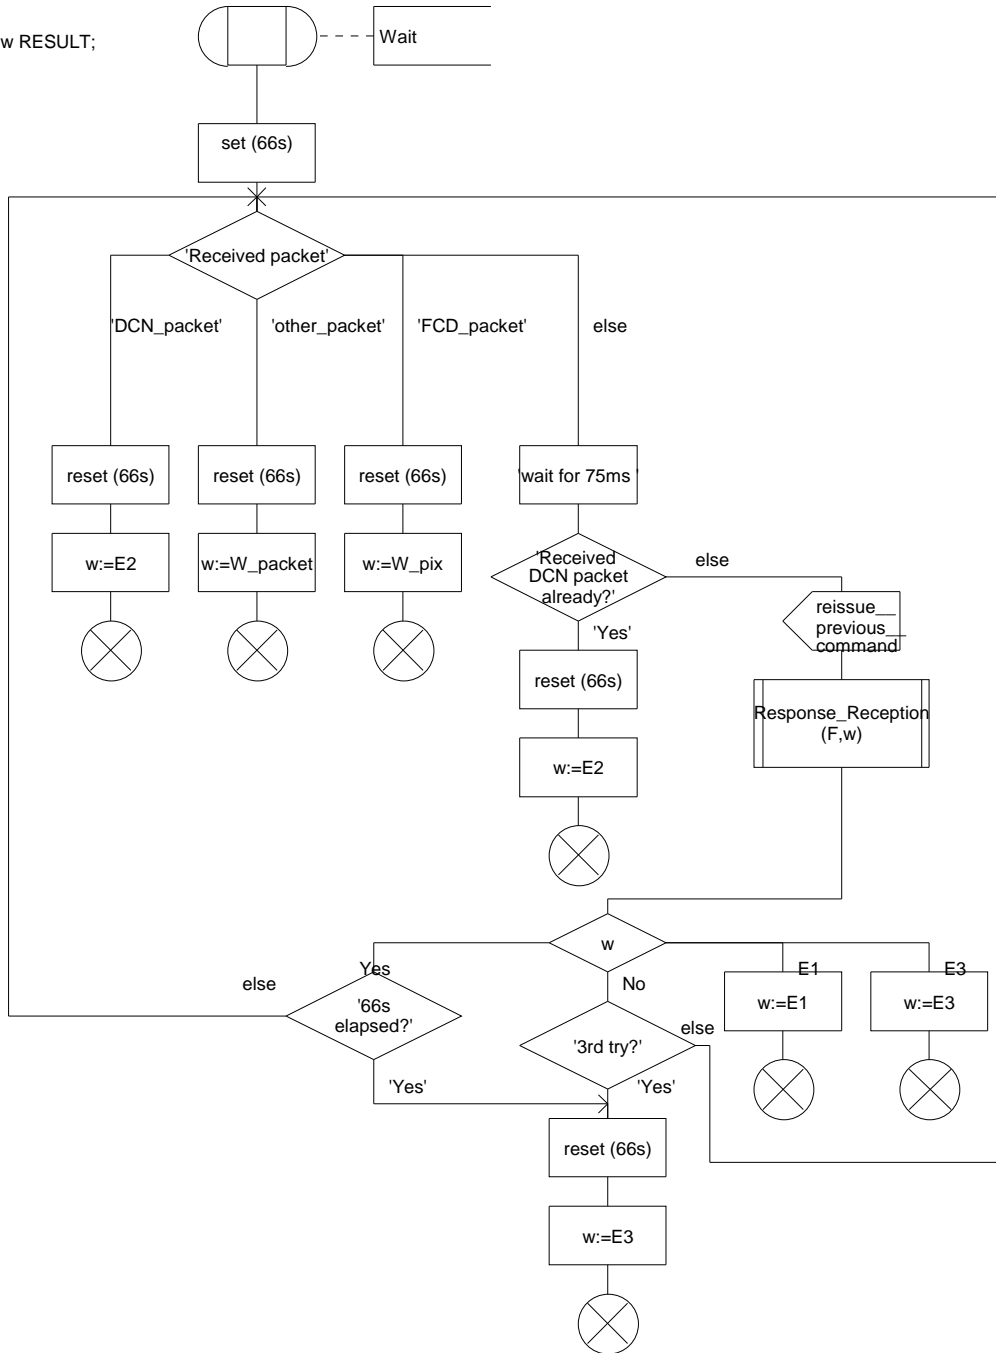 w RESULT;
Wait
set (66s)
'Received packet'
'DCN_packet'
'other_packet'
'FCD_packet'
else
reset (66s)
reset (66s)
reset (66s)
'wait for 75ms '
w:=E2
w:=W_packet
w:=W_pix
'Received
DCN packet
already?'
else
'Yes'
reissue__
previous__
command
reset (66s)
Response_Reception
(F,w)
w:=E2
w
Yes
else
'66s
elapsed?'
No
E1
E3
w:=E1
w:=E3
'3rd try?'
else
'Yes'
'Yes'
reset (66s)
w:=E3